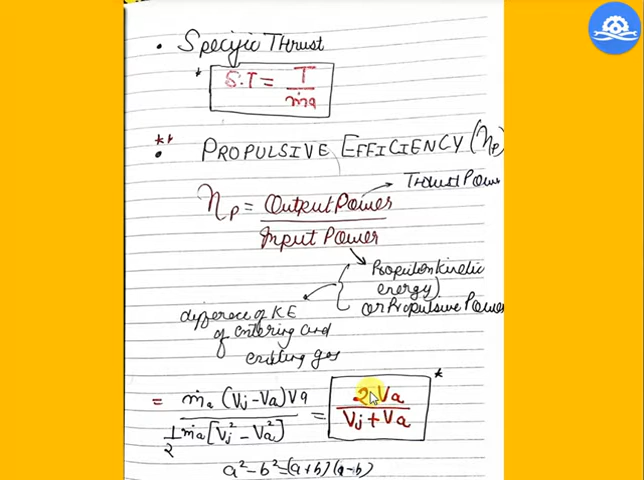 • Specific Thrust
* S.T = T / ṁa
** • PROPULSIVE EFFICIENCY (ηp)
ηp = Output Power / Input Power
Thrust Power
Propulsion kinetic
energy)
or Propulsive Power
difference of KE
of entering and
exiting gas
= ṁa (Vj - Va) Va / ½ ṁa [Vj² - Va²] = 2Va / Vj + Va *
a² - b² = (a+b) (a-b)